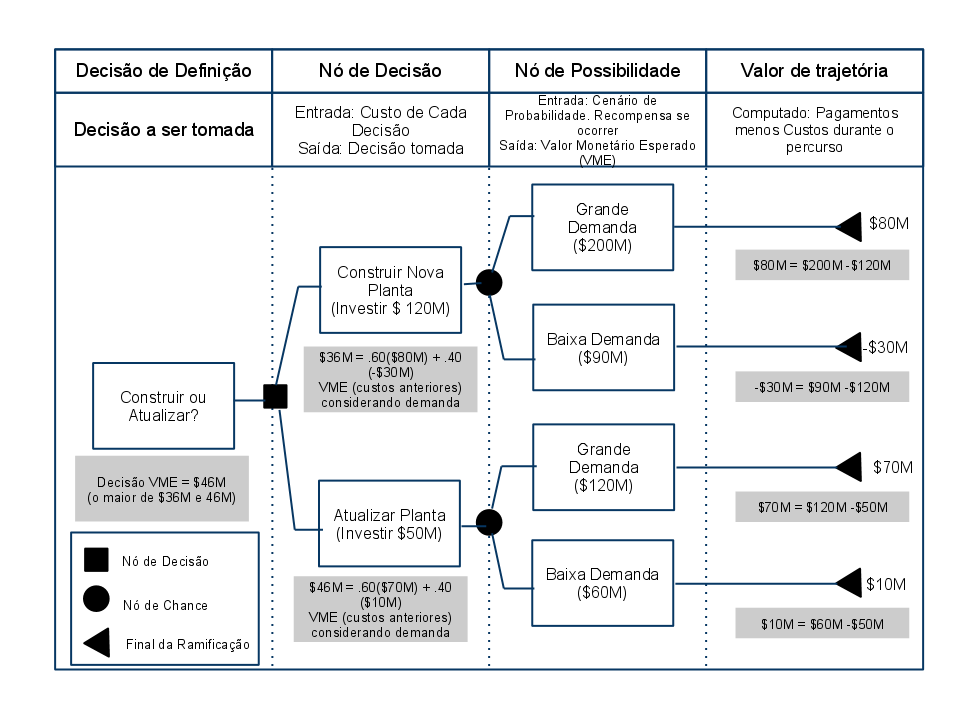 Decisão de Definição
Nó de Decisão
Nó de Possibilidade
Valor de trajetória
Decisão a ser tomada
Entrada: Custo de Cada
Decisão
Saída: Decisão tomada
Entrada: Cenário de
Probabilidade. Recompensa se
ocorrer
Saída: Valor Monetário Esperado
(VME)
Computado: Pagamentos
menos Custos durante o
percurso
Construir ou
Atualizar?
Decisão VME = $46M
(o maior de $36M e 46M)
Construir Nova
Planta
(Investir $ 120M)
$36M = .60($80M) + .40
(-$30M)
VME (custos anteriores)
considerando demanda
Atualizar Planta
(Investir $50M)
$46M = .60($70M) + .40
($10M)
VME (custos anteriores)
considerando demanda
Grande
Demanda
($200M)
Baixa Demanda
($90M)
Grande
Demanda
($120M)
Baixa Demanda
($60M)
$80M
$80M = $200M -$120M
-$30M
-$30M = $90M -$120M
$70M
$70M = $120M -$50M
$10M
$10M = $60M -$50M
Nó de Decisão
Nó de Chance
Final da Ramificação